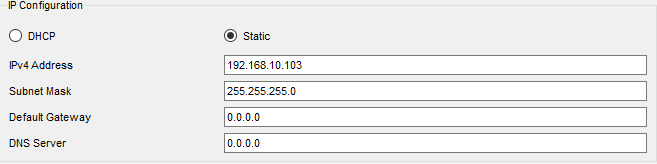 IP Configuration
DHCP Static
IPv4 Address 192.168.10.103
Subnet Mask 255.255.255.0
Default Gateway 0.0.0.0
DNS Server 0.0.0.0